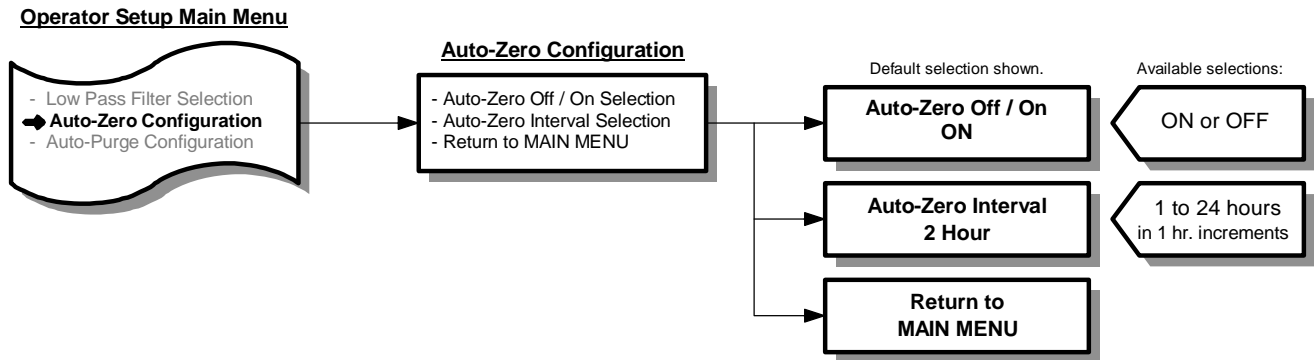 Operator Setup Main Menu
- Low Pass Filter Selection
Auto-Zero Configuration
- Auto-Purge Configuration
Auto-Zero Configuration
- Auto-Zero Off / On Selection
- Auto-Zero Interval Selection
- Return to MAIN MENU
Default selection shown.
Auto-Zero Off / On
ON
Auto-Zero Interval
2 Hour
Return to
MAIN MENU
Available selections:
ON or OFF
1 to 24 hours
in 1 hr. increments